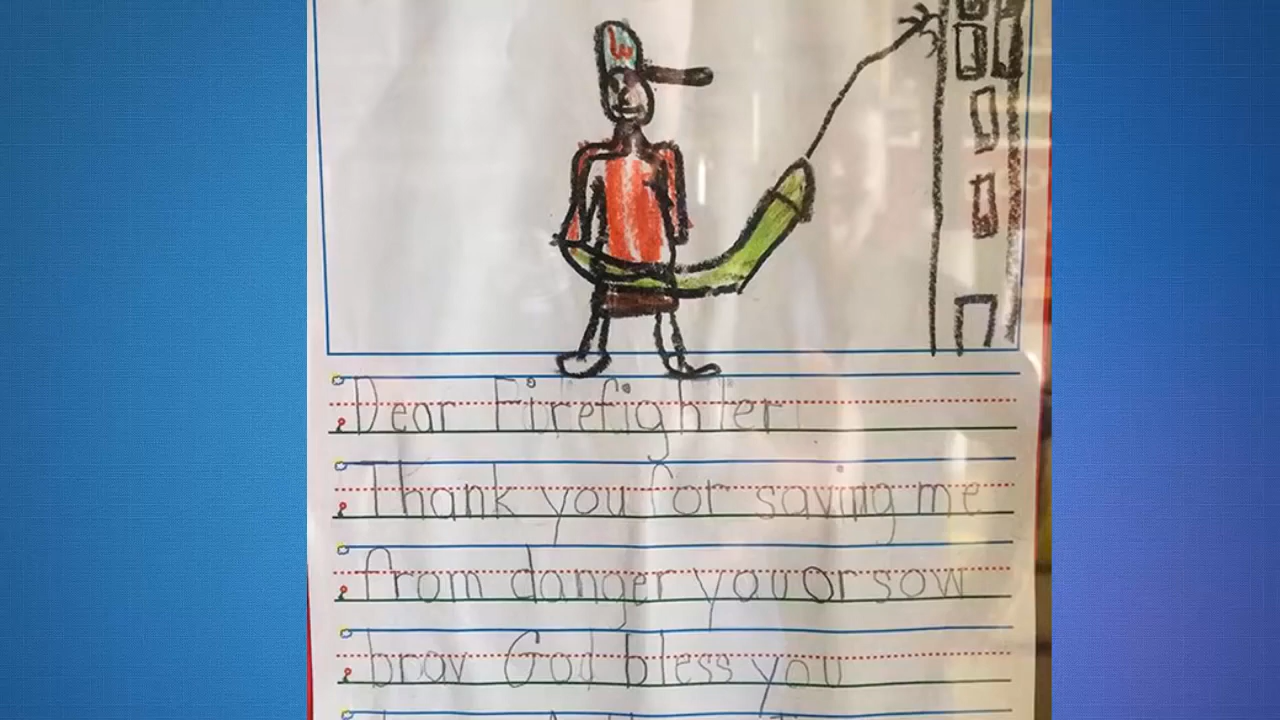 Dear Firefighter
Thank you for saving me
from danger you or sow
brav God bless you